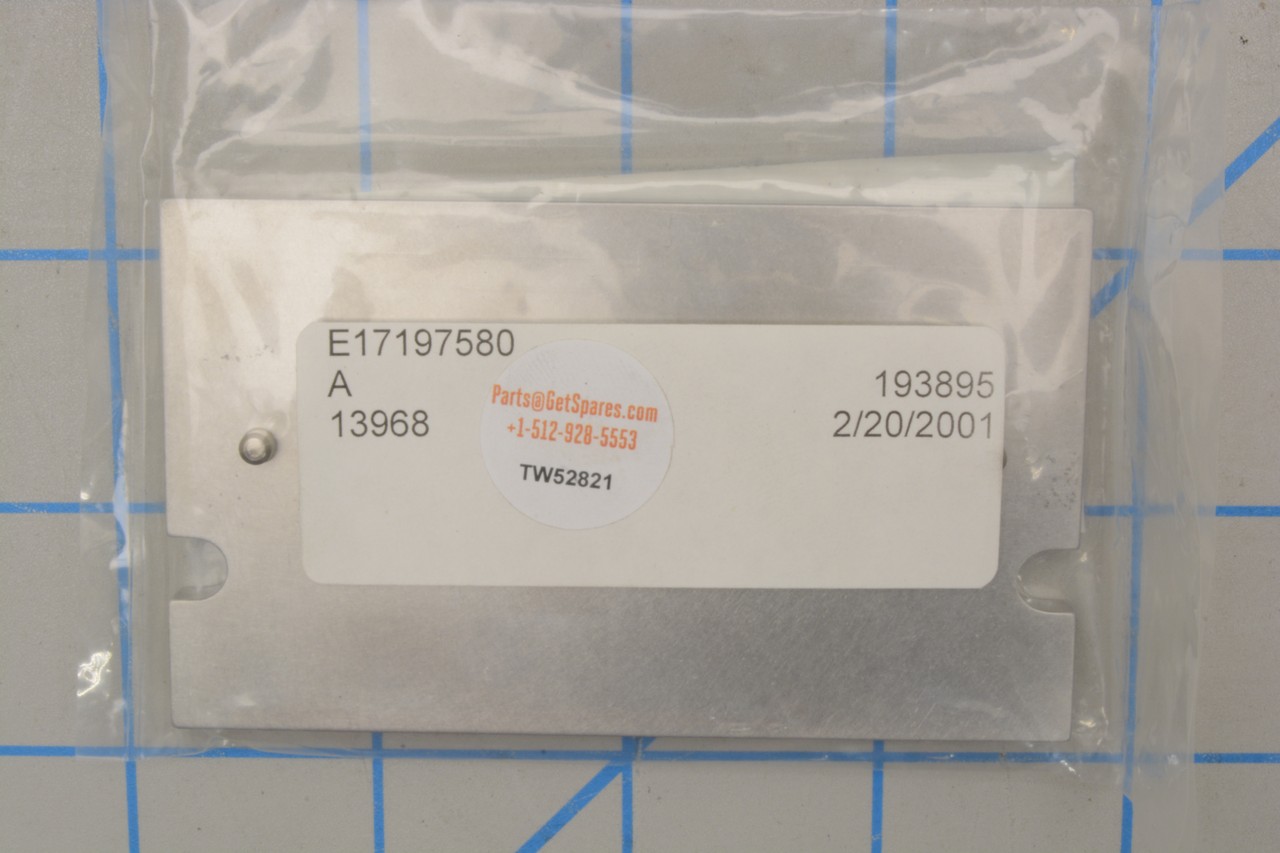 E17197580
A
13968
193895
2/20/2001
Parts@GetSpares.com
+1-512-928-5553
TW52821